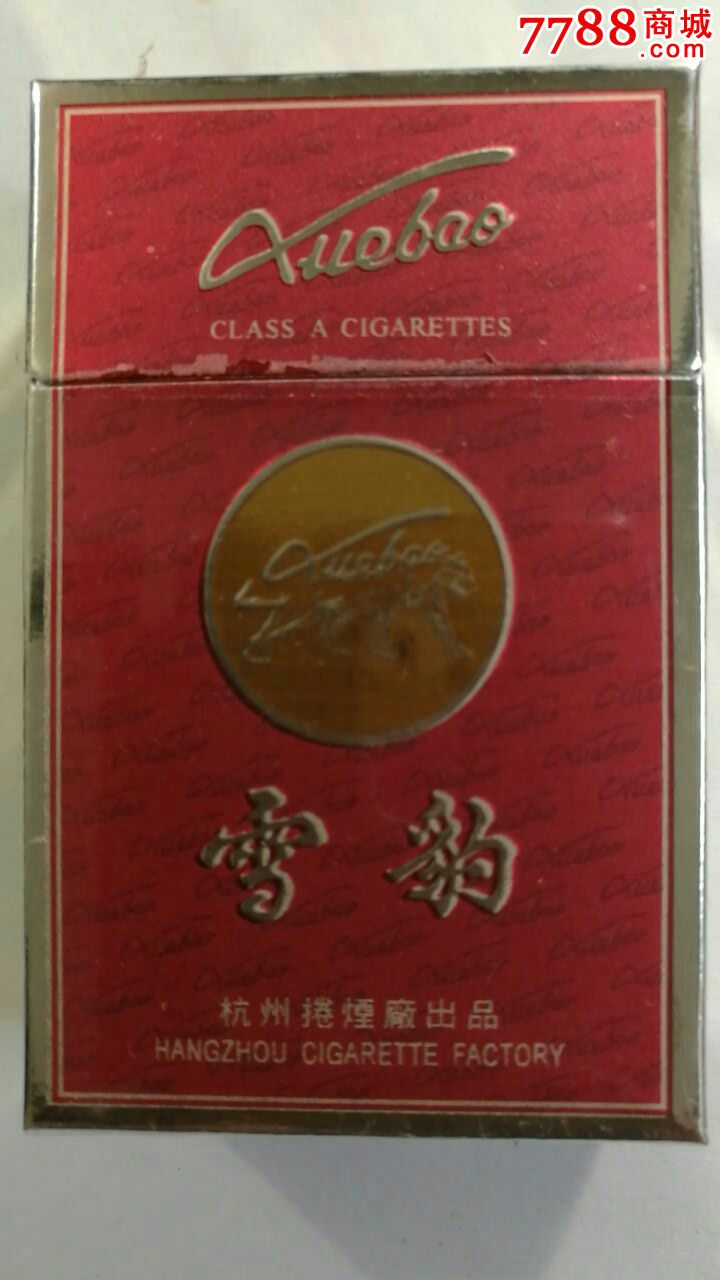 7788商城
.com
Xuebao
CLASS A CIGARETTES
Xuebao
雪豹
杭州捲煙廠出品
HANGZHOU CIGARETTE FACTORY